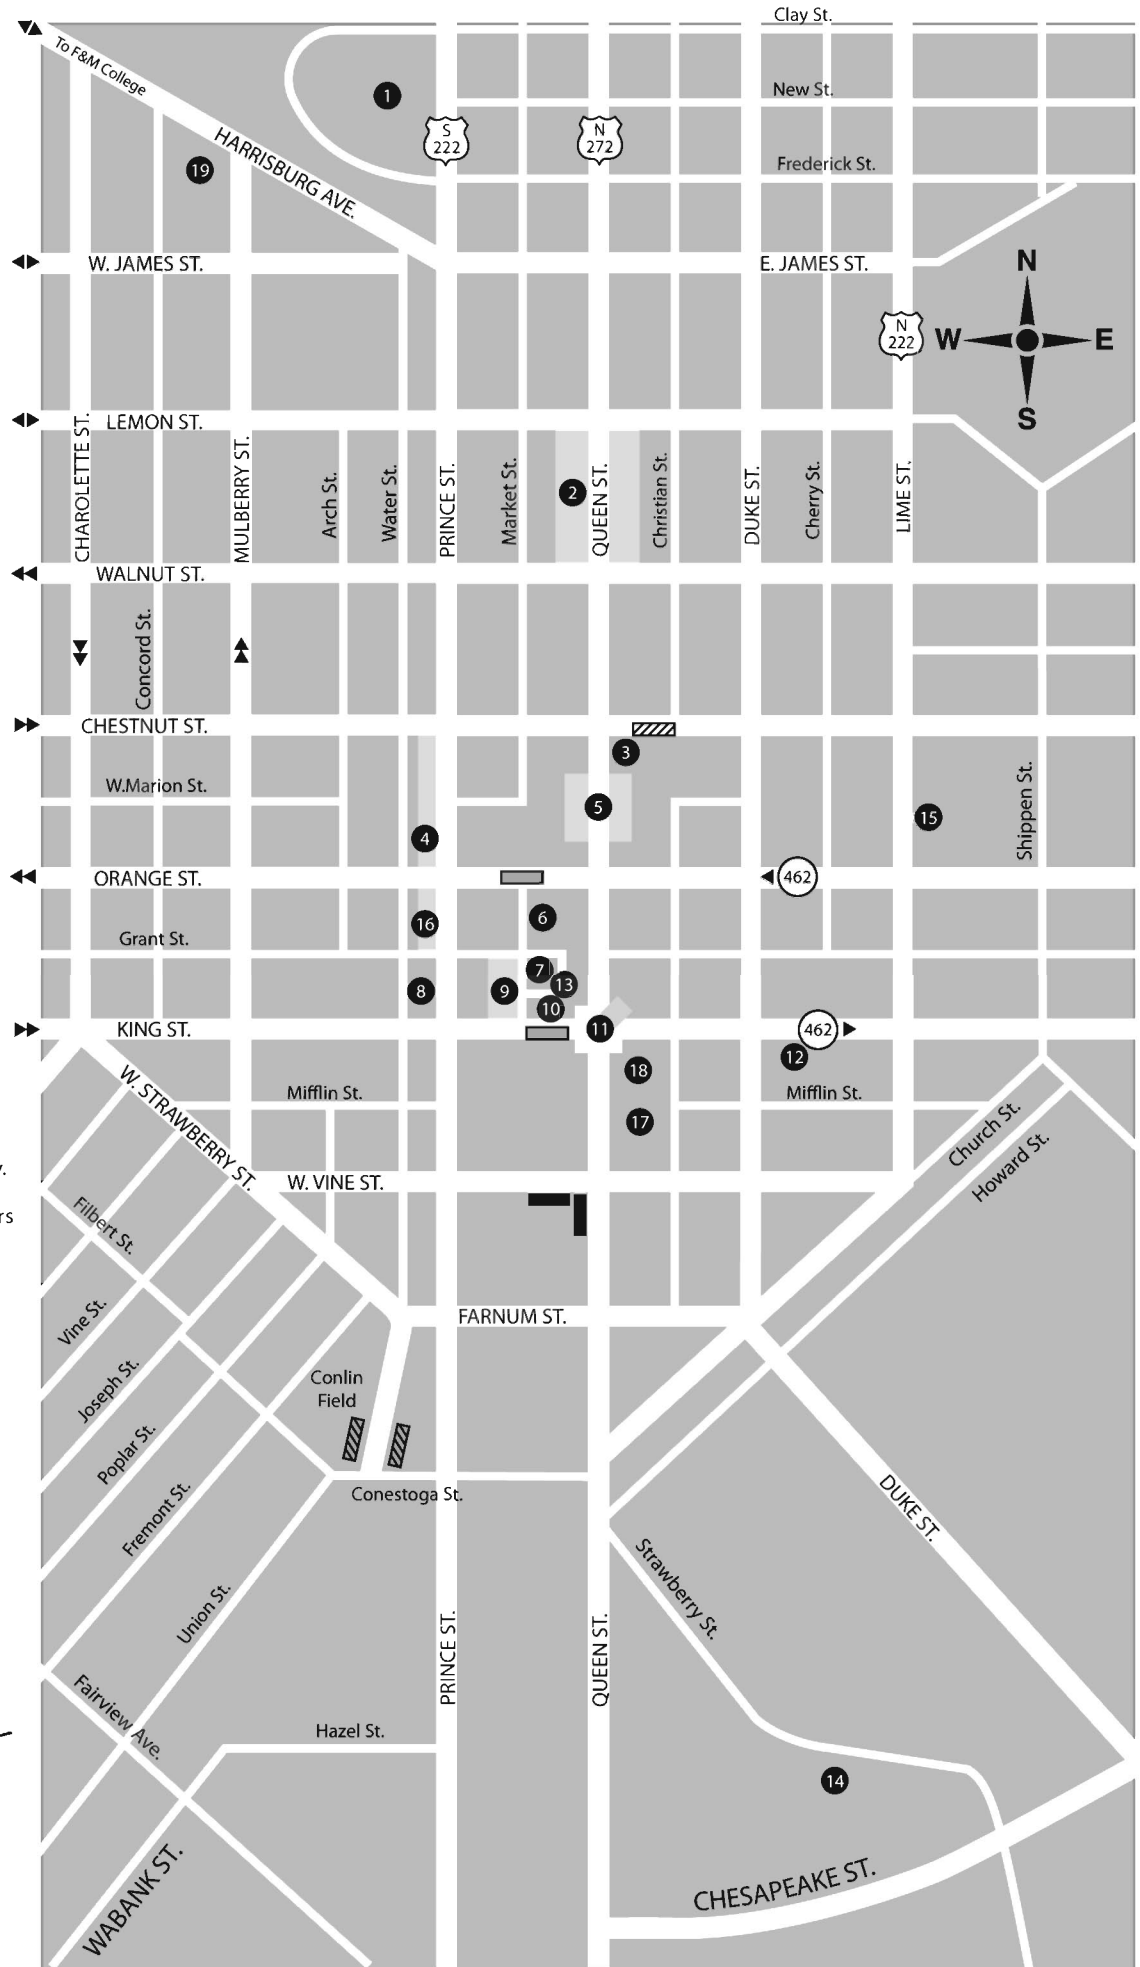 Clay St.
To F&M College
1
New St.
S
222
N
272
HARRISBURG AVE.
Frederick St.
19
W. JAMES ST.
E. JAMES ST.
N
W
E
S
N
222
LEMON ST.
CHAROLETTE ST.
MULBERRY ST.
Arch St.
Water St.
PRINCE ST.
Market St.
2
QUEEN ST.
Christian St.
DUKE ST.
Cherry St.
LIME ST.
WALNUT ST.
Concord St.
CHESTNUT ST.
3
W.Marion St.
5
4
15
Shippen St.
ORANGE ST.
462
16
6
Grant St.
7
13
8
9
10
KING ST.
11
462
12
18
W. STRAWBERRY ST.
Mifflin St.
Mifflin St.
17
Church St.
Howard St.
W. VINE ST.
rs
Filbert St.
Vine St.
FARNUM ST.
Joseph St.
Conlin
Field
Poplar St.
Conestoga St.
Fremont St.
DUKE ST.
Strawberry St.
Union St.
PRINCE ST.
QUEEN ST.
Fairview Ave.
Hazel St.
14
WABANK ST.
CHESAPEAKE ST.